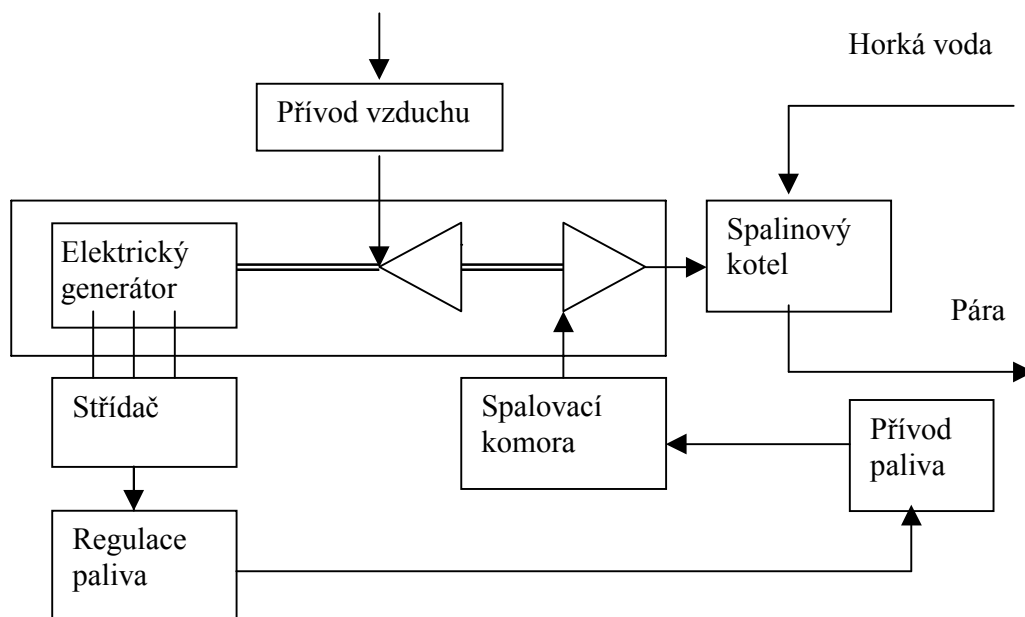 Horká voda
Přívod vzduchu
Elektrický
generátor
Spalinový
kotel
Pára
Střídač
Spalovací
komora
Přívod
paliva
Regulace
paliva